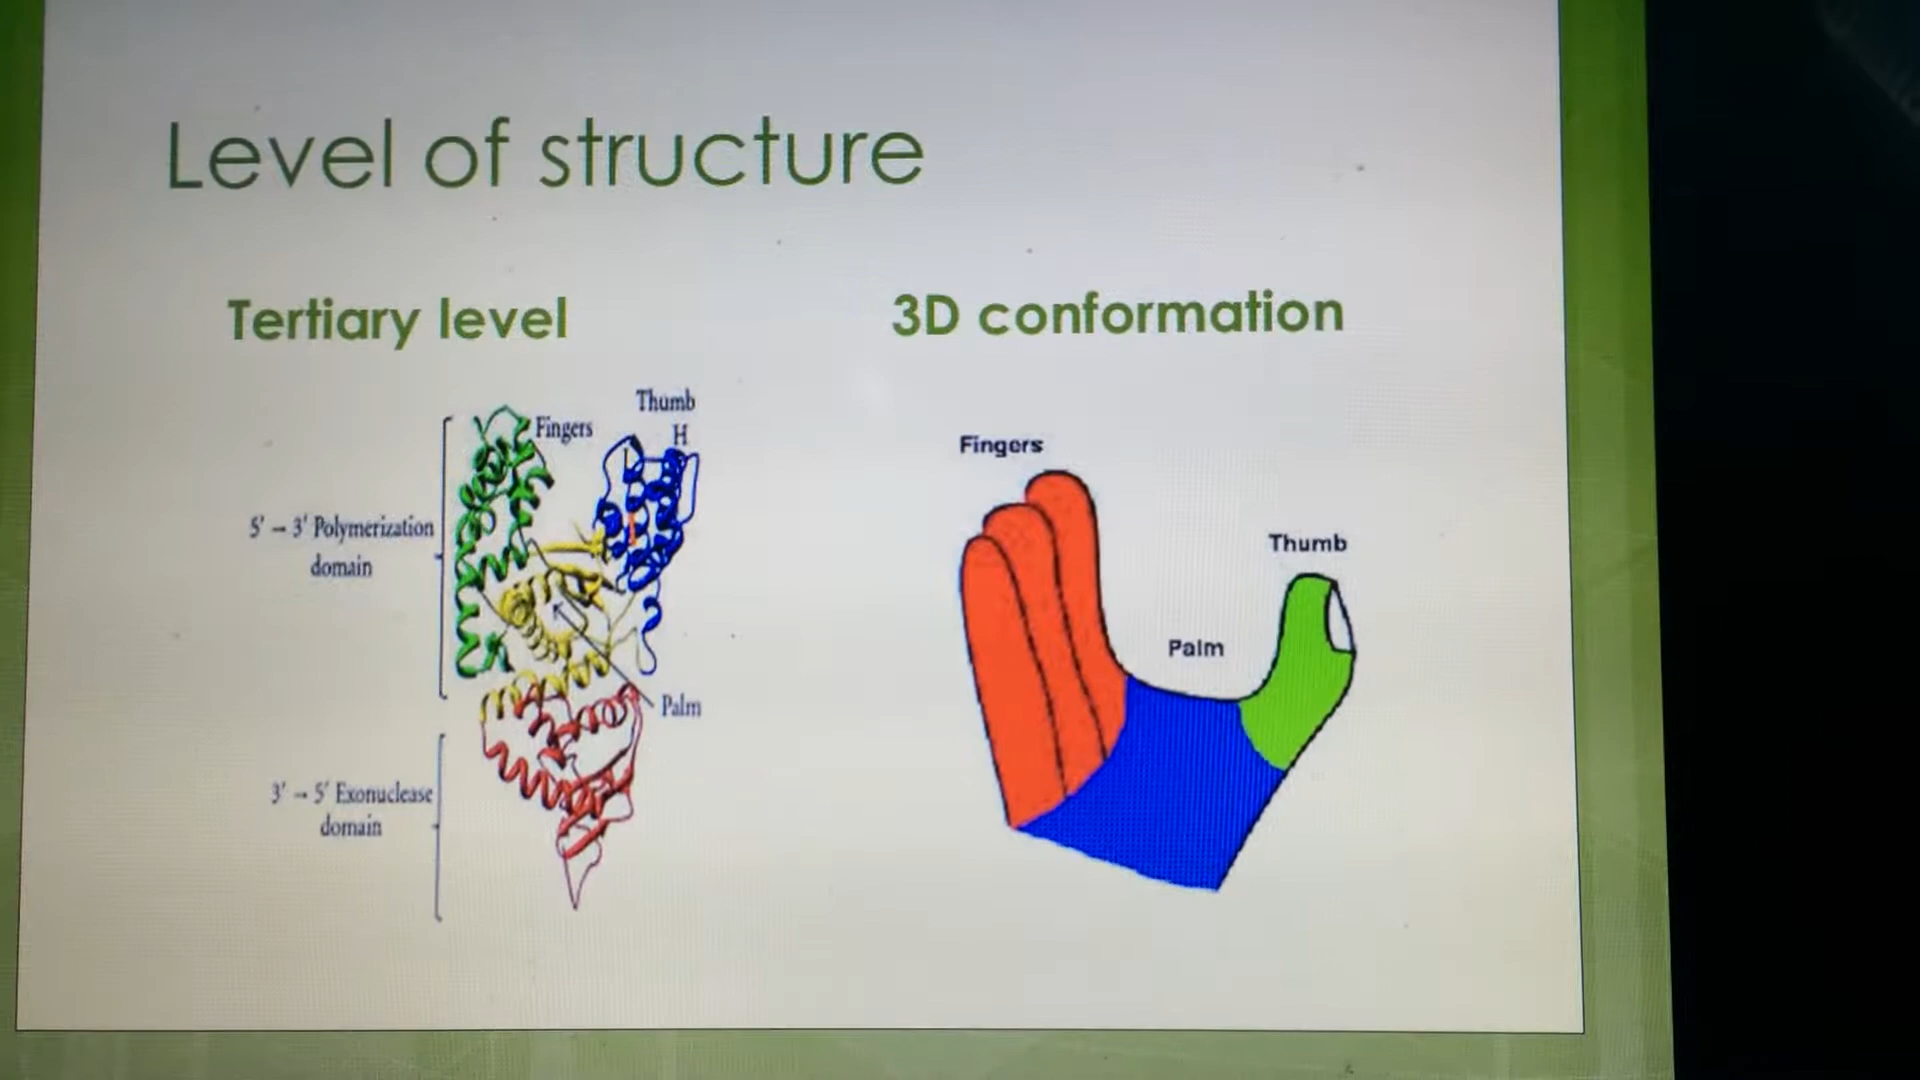 Level of structure
Tertiary level
3D conformation
Thumb
Fingers
H
5' – 3' Polymerization
domain
Palm
3' – 5' Exonuclease
domain
Fingers
Thumb
Palm